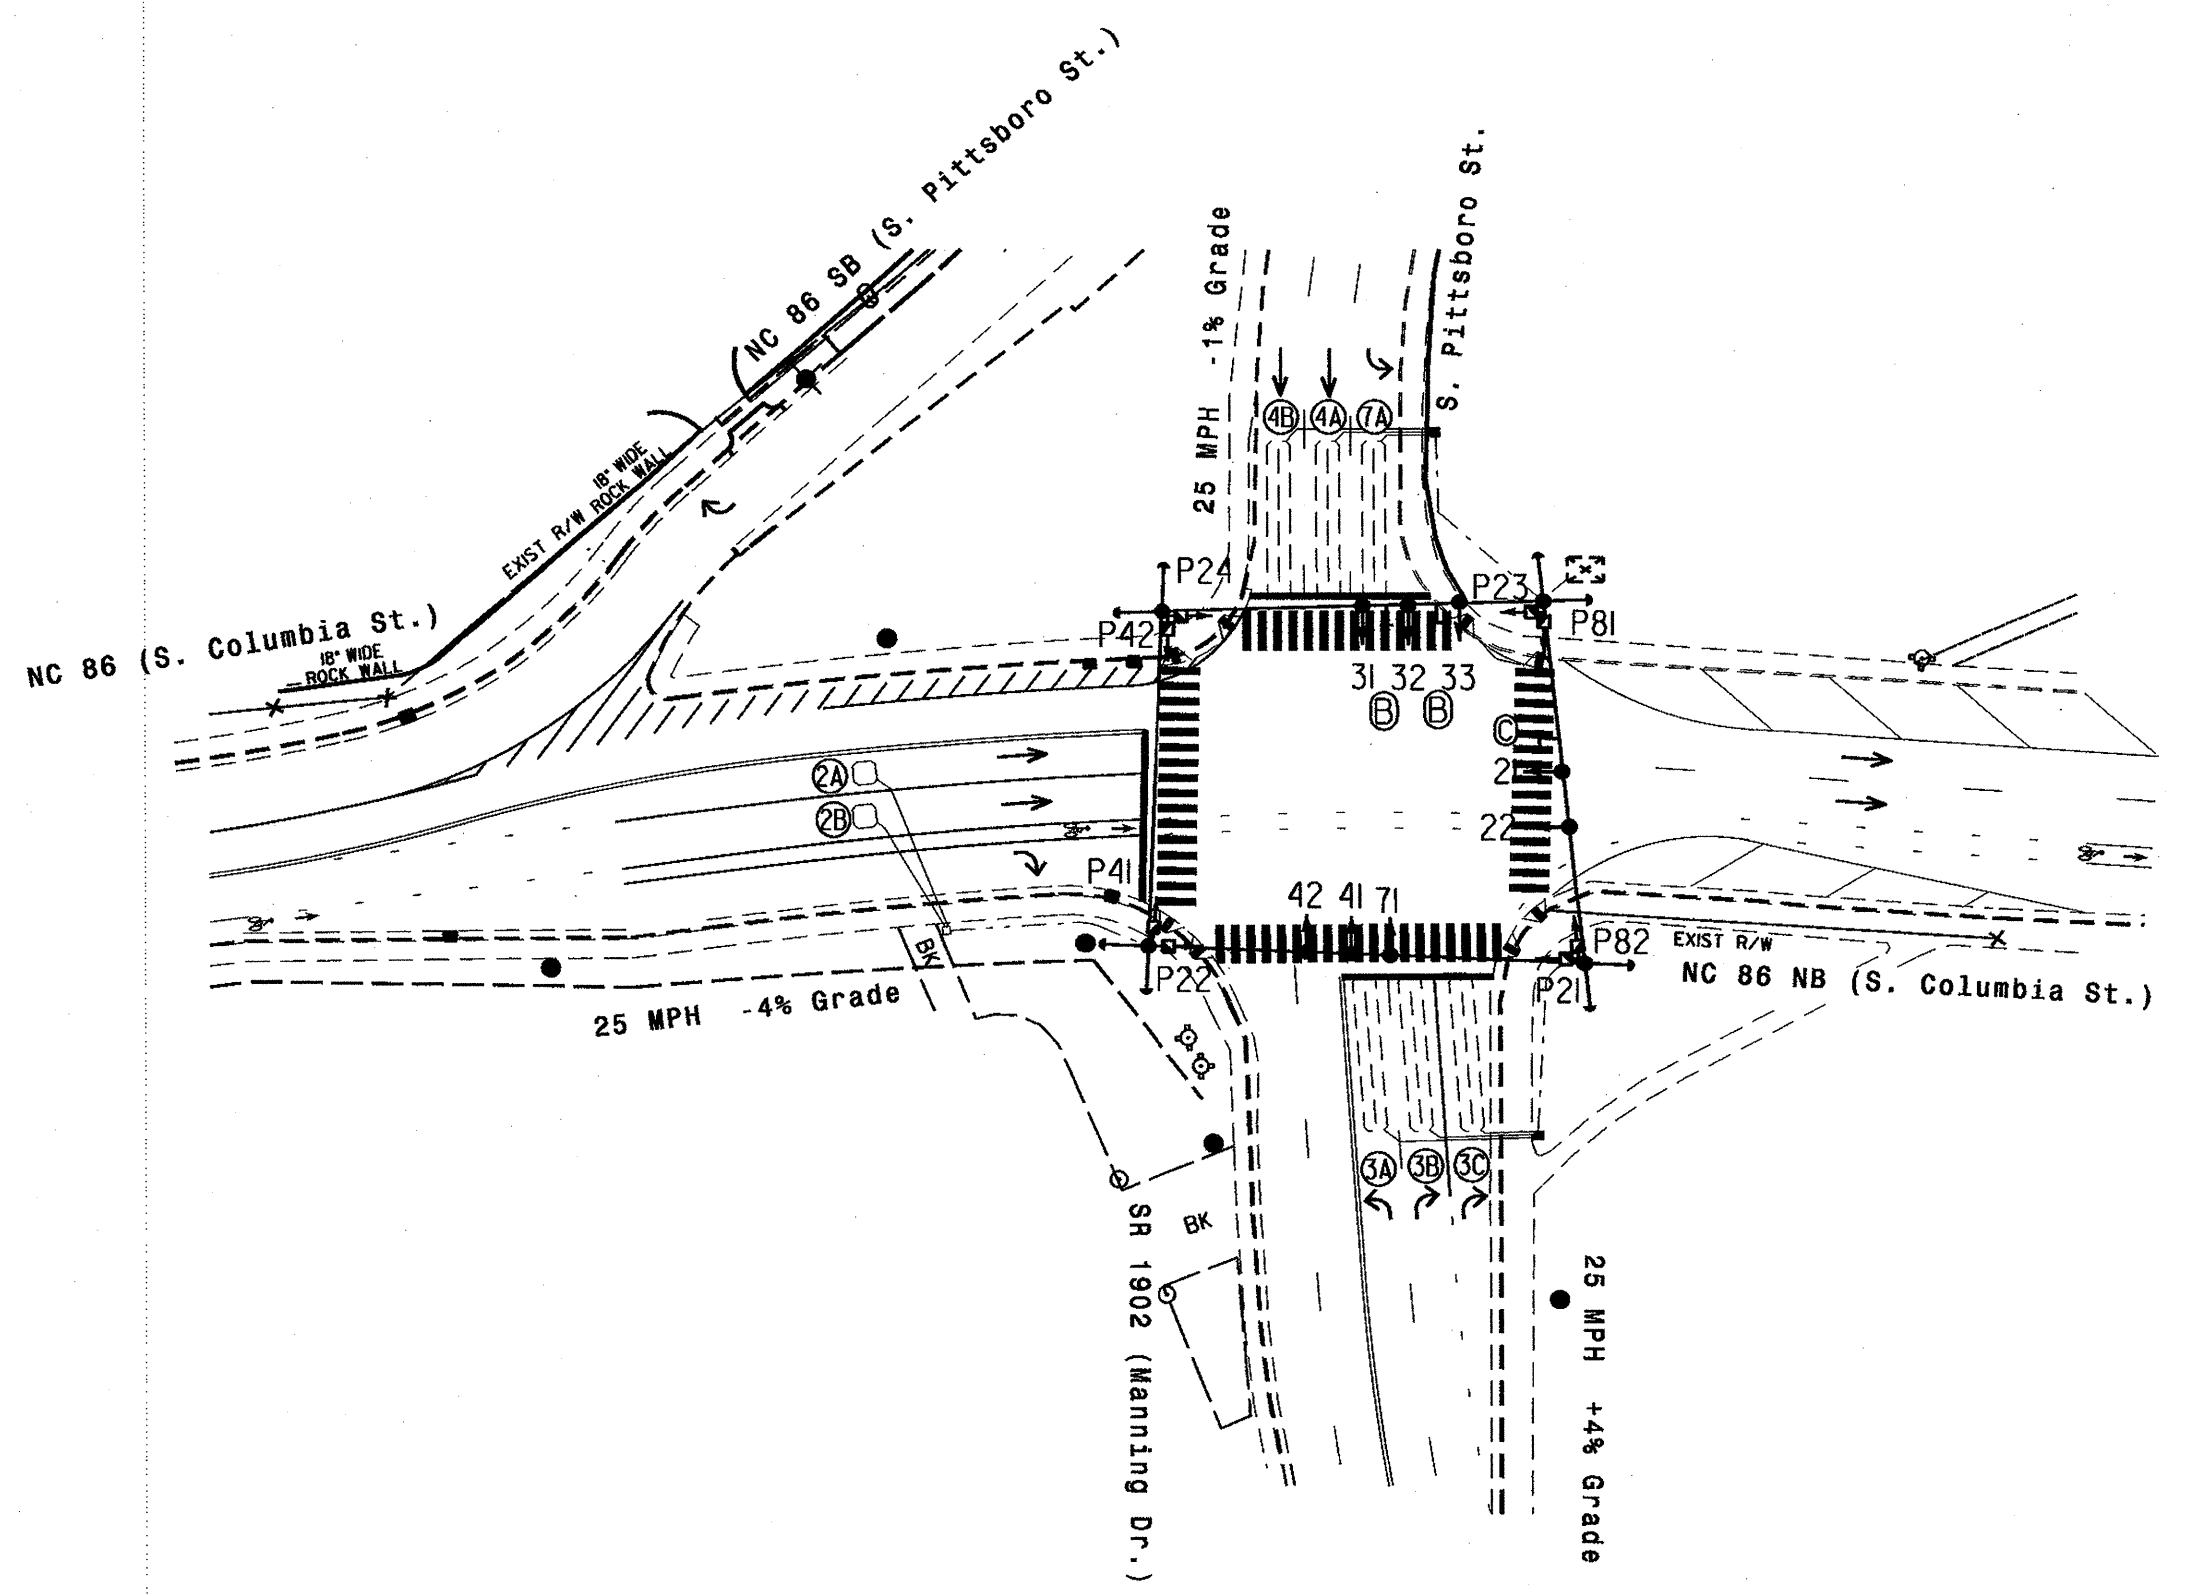 NC 86 SB (S. Pittsboro St.)
S. Pittsboro St.
25 MPH -1% Grade
4B 4A 7A
18" WIDE
ROCK WALL
EXIST R/W
NC 86 (S. Columbia St.)
18" WIDE
ROCK WALL
P24
P23
P42
P81
31 32 33
B B
C
21
22
2A
2B
P41
42 41 71
P22
P82
P21
EXIST R/W
NC 86 NB (S. Columbia St.)
BK
25 MPH -4% Grade
3A 3B 3C
BK
SR 1902 (Manning Dr.)
25 MPH +4% Grade